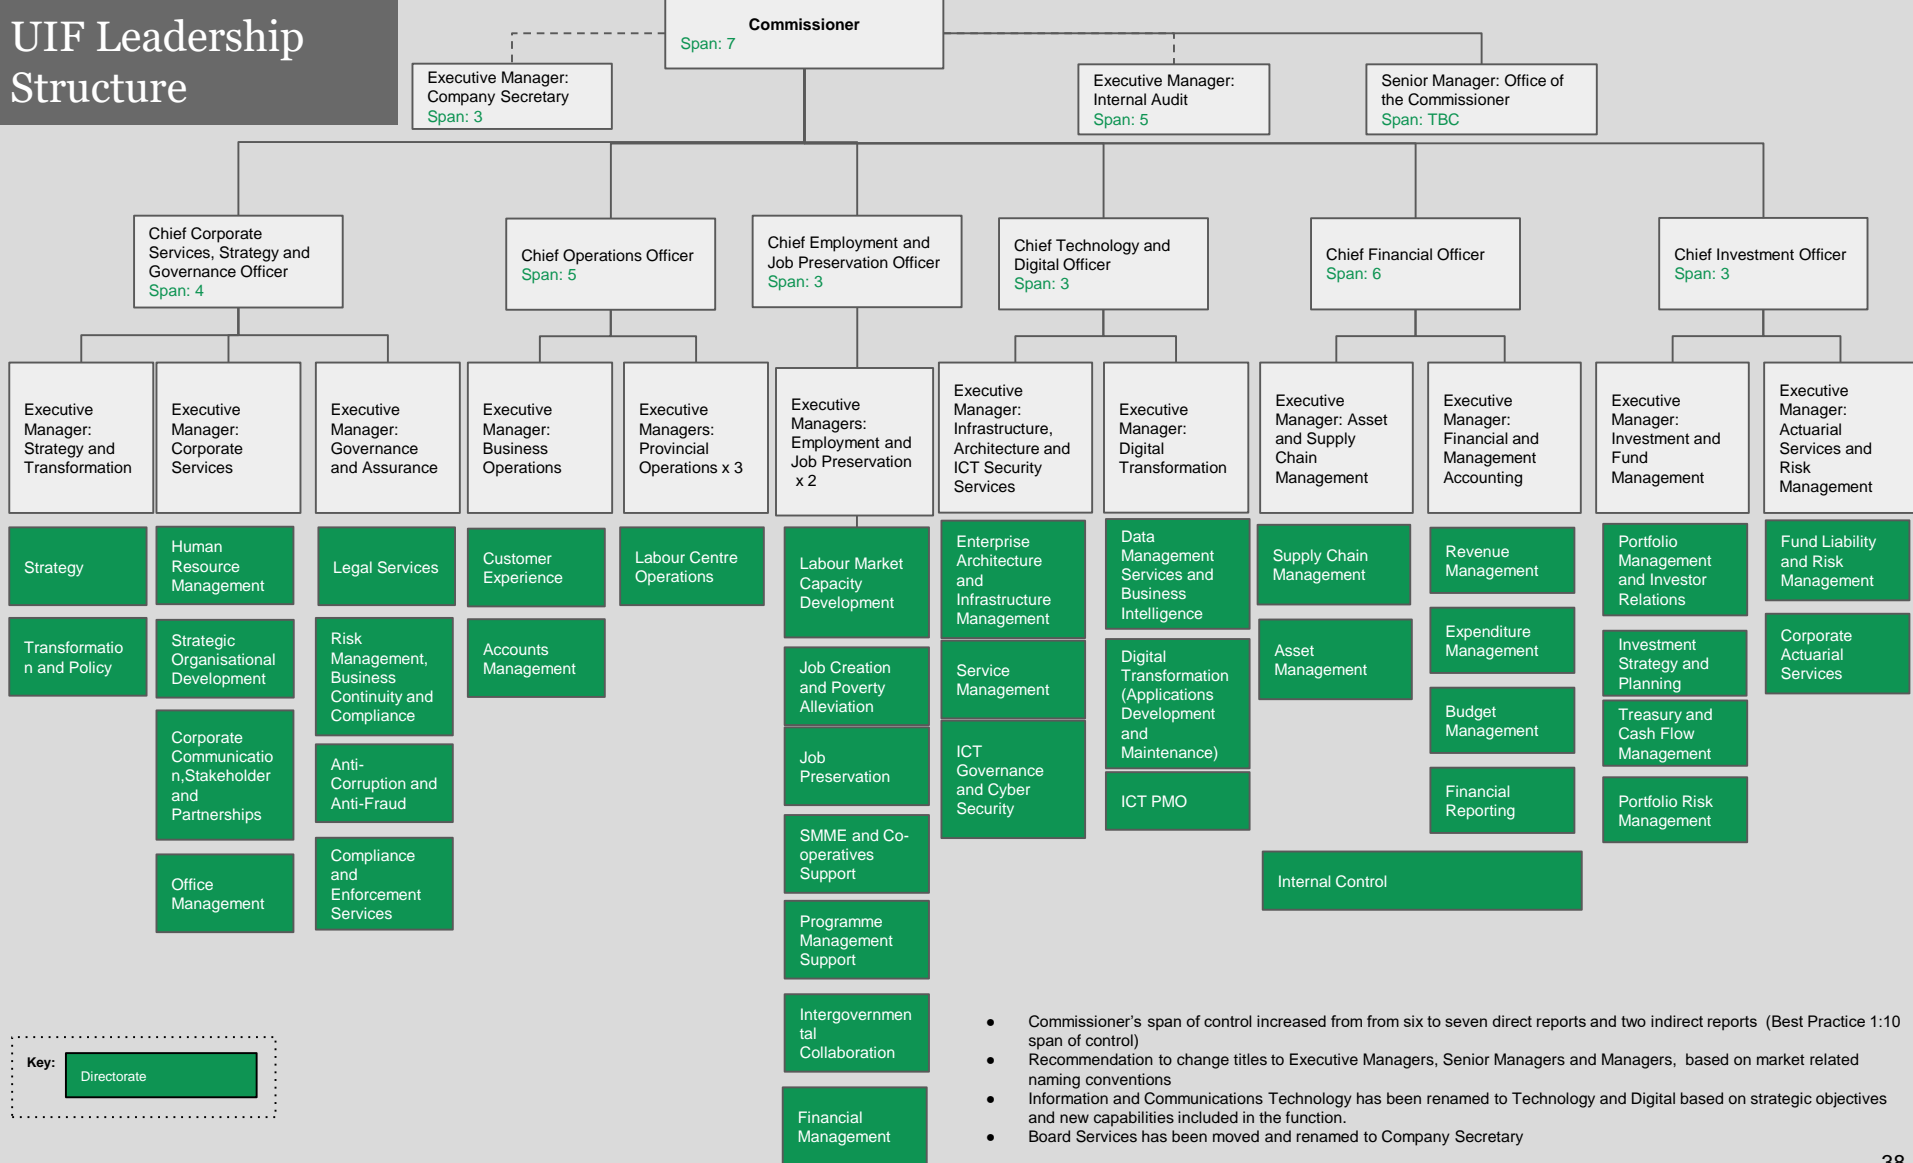 UIF Leadership
Structure
Commissioner
Span: 7
Executive Manager:
Company Secretary
Span: 3
Executive Manager:
Internal Audit
Span: 5
Senior Manager: Office of
the Commissioner
Span: TBC
Chief Corporate
Services, Strategy and
Governance Officer
Span: 4
Chief Operations Officer
Span: 5
Chief Employment and
Job Preservation Officer
Span: 3
Chief Technology and
Digital Officer
Span: 3
Chief Financial Officer
Span: 6
Chief Investment Officer
Span: 3
Executive
Manager:
Strategy and
Transformation
Executive
Manager:
Corporate
Services
Executive
Manager:
Governance
and Assurance
Executive
Manager:
Business
Operations
Executive
Managers:
Provincial
Operations x 3
Executive
Managers:
Employment and
Job Preservation
x 2
Executive
Manager:
Infrastructure,
Architecture and
ICT Security
Services
Executive
Manager:
Digital
Transformation
Executive
Manager: Asset
and Supply
Chain
Management
Executive
Manager:
Financial and
Management
Accounting
Executive
Manager:
Investment and
Fund
Management
Executive
Manager:
Actuarial
Services and
Risk
Management
Strategy
Transformatio
n and Policy
Human
Resource
Management
Strategic
Organisational
Development
Corporate
Communicatio
n,Stakeholder
and
Partnerships
Office
Management
Legal Services
Risk
Management,
Business
Continuity and
Compliance
Anti-
Corruption and
Anti-Fraud
Compliance
and
Enforcement
Services
Customer
Experience
Accounts
Management
Labour Centre
Operations
Labour Market
Capacity
Development
Job Creation
and Poverty
Alleviation
Job
Preservation
SMME and Co-
operatives
Support
Programme
Management
Support
Intergovernmen
tal
Collaboration
Financial
Management
Enterprise
Architecture
and
Infrastructure
Management
Service
Management
ICT
Governance
and Cyber
Security
Data
Management
Services and
Business
Intelligence
Digital
Transformation
(Applications
Development
and
Maintenance)
ICT PMO
Supply Chain
Management
Asset
Management
Revenue
Management
Expenditure
Management
Budget
Management
Financial
Reporting
Internal Control
Portfolio
Management
and Investor
Relations
Investment
Strategy and
Planning
Treasury and
Cash Flow
Management
Portfolio Risk
Management
Fund Liability
and Risk
Management
Corporate
Actuarial
Services
Key:
Directorate
● Commissioner's span of control increased from from six to seven direct reports and two indirect reports (Best Practice 1:10
span of control)
● Recommendation to change titles to Executive Managers, Senior Managers and Managers, based on market related
naming conventions
● Information and Communications Technology has been renamed to Technology and Digital based on strategic objectives
and new capabilities included in the function.
● Board Services has been moved and renamed to Company Secretary
38